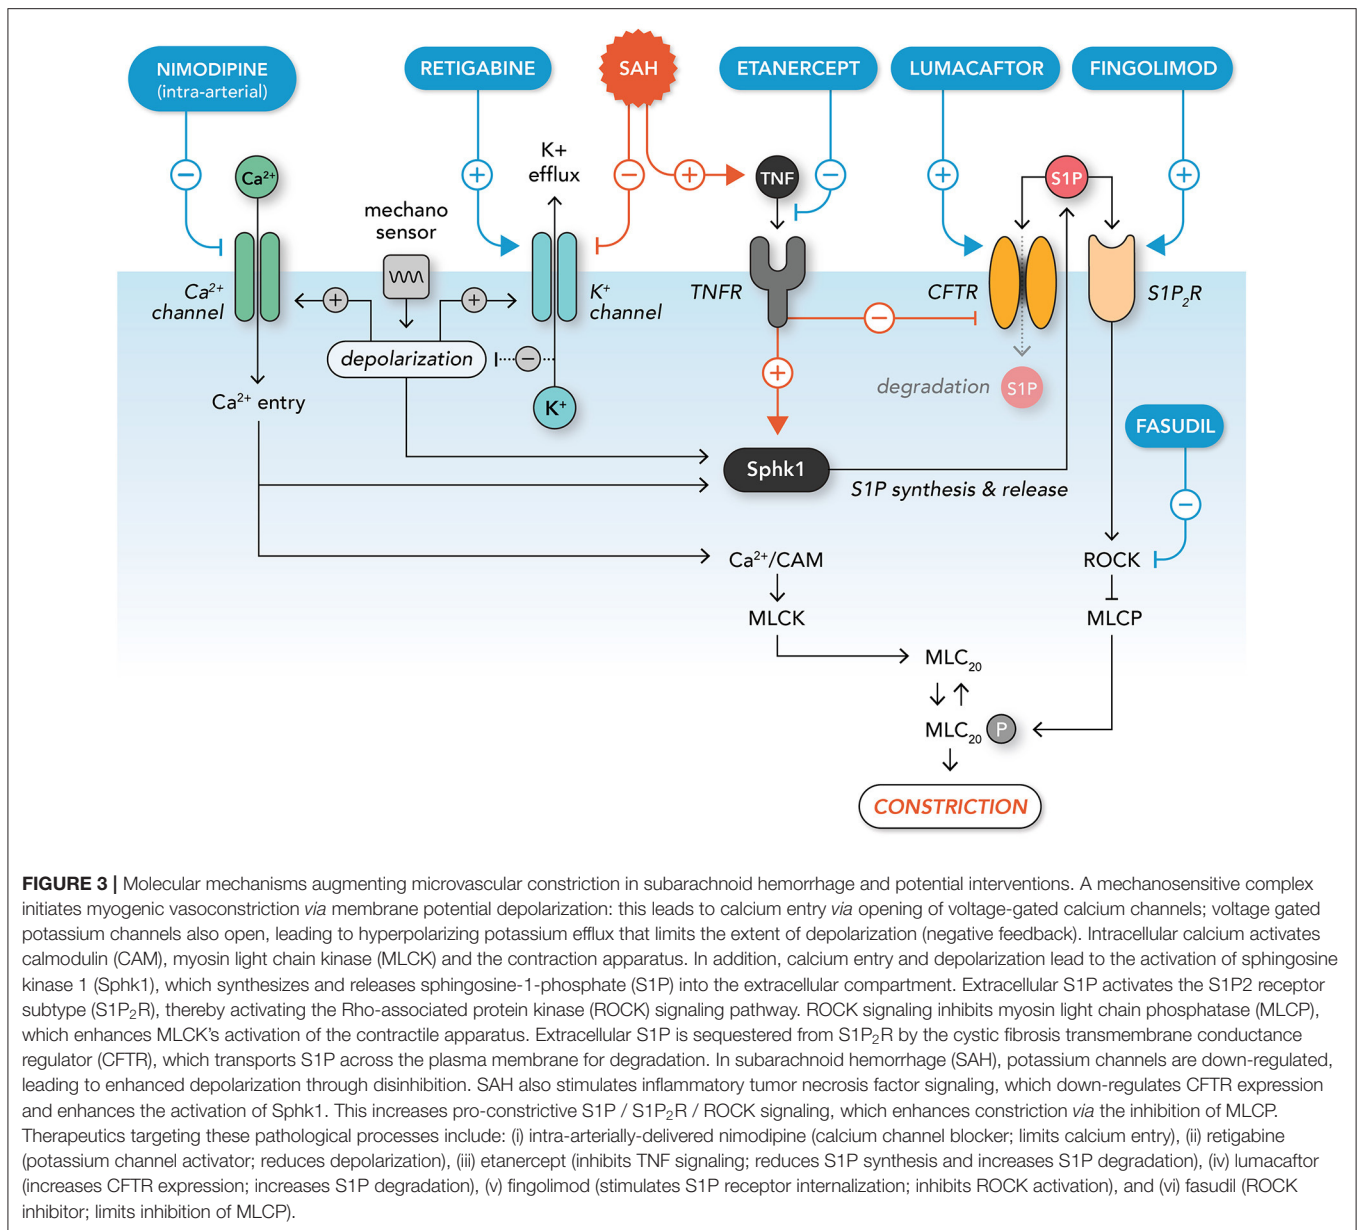 NIMODIPINE
(intra-arterial)
RETIGABINE
SAH
ETANERCEPT
LUMACAFTOR
FINGOLIMOD
K+
efflux
Ca²⁺
TNF
S1P
mechano
sensor
Ca²⁺
channel
K⁺
channel
TNFR
CFTR
S1P₂R
depolarization
Ca²⁺ entry
K⁺
degradation
S1P
FASUDIL
Sphk1
S1P synthesis & release
Ca²⁺/CAM
ROCK
MLCK
MLCP
MLC₂₀
MLC₂₀ P
CONSTRICTION
FIGURE 3 | Molecular mechanisms augmenting microvascular constriction in subarachnoid hemorrhage and potential interventions. A mechanosensitive complex
initiates myogenic vasoconstriction via membrane potential depolarization: this leads to calcium entry via opening of voltage-gated calcium channels; voltage gated
potassium channels also open, leading to hyperpolarizing potassium efflux that limits the extent of depolarization (negative feedback). Intracellular calcium activates
calmodulin (CAM), myosin light chain kinase (MLCK) and the contraction apparatus. In addition, calcium entry and depolarization lead to the activation of sphingosine
kinase 1 (Sphk1), which synthesizes and releases sphingosine-1-phosphate (S1P) into the extracellular compartment. Extracellular S1P activates the S1P2 receptor
subtype (S1P₂R), thereby activating the Rho-associated protein kinase (ROCK) signaling pathway. ROCK signaling inhibits myosin light chain phosphatase (MLCP),
which enhances MLCK's activation of the contractile apparatus. Extracellular S1P is sequestered from S1P₂R by the cystic fibrosis transmembrane conductance
regulator (CFTR), which transports S1P across the plasma membrane for degradation. In subarachnoid hemorrhage (SAH), potassium channels are down-regulated,
leading to enhanced depolarization through disinhibition. SAH also stimulates inflammatory tumor necrosis factor signaling, which down-regulates CFTR expression
and enhances the activation of Sphk1. This increases pro-constrictive S1P / S1P₂R / ROCK signaling, which enhances constriction via the inhibition of MLCP.
Therapeutics targeting these pathological processes include: (i) intra-arterially-delivered nimodipine (calcium channel blocker; limits calcium entry), (ii) retigabine
(potassium channel activator; reduces depolarization), (iii) etanercept (inhibits TNF signaling; reduces S1P synthesis and increases S1P degradation), (iv) lumacaftor
(increases CFTR expression; increases S1P degradation), (v) fingolimod (stimulates S1P receptor internalization; inhibits ROCK activation), and (vi) fasudil (ROCK
inhibitor; limits inhibition of MLCP).